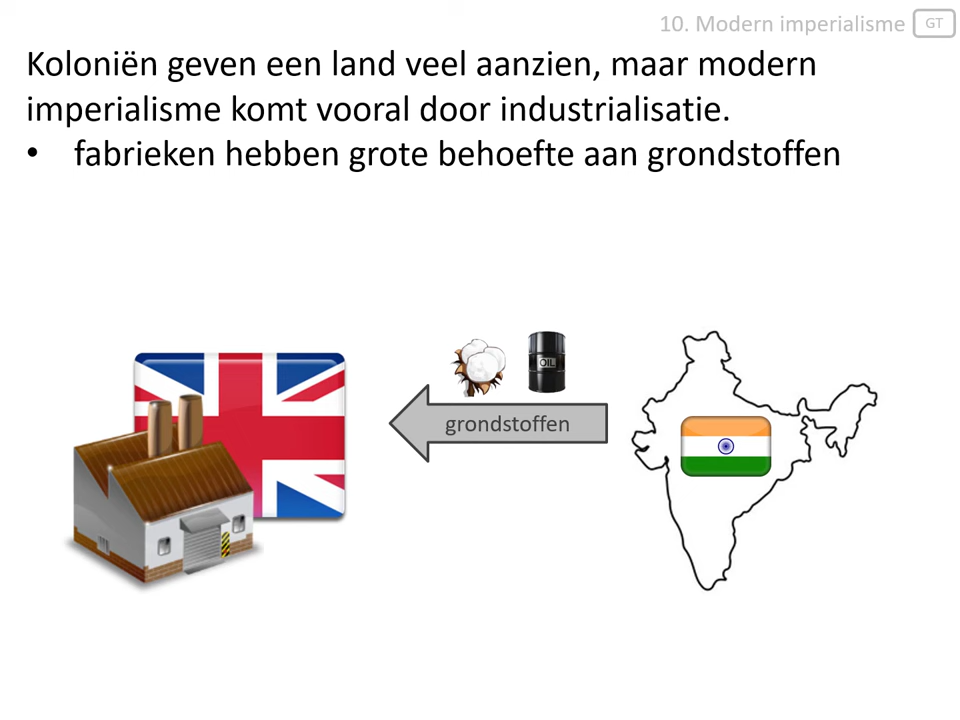 10. Modern imperialisme GT
Koloniën geven een land veel aanzien, maar modern
imperialisme komt vooral door industrialisatie.
• fabrieken hebben grote behoefte aan grondstoffen
OIL
grondstoffen